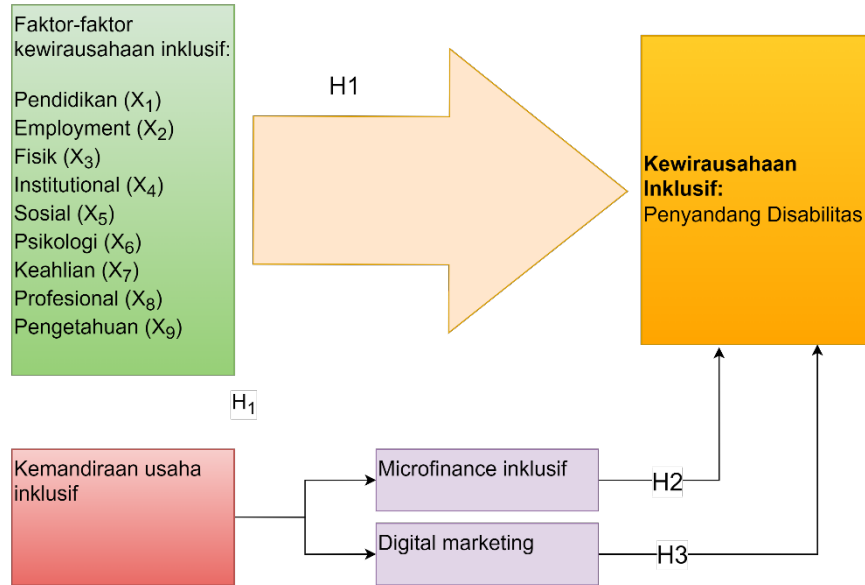 Faktor-faktor
kewirausahaan inklusif:
Pendidikan (X₁)
Employment (X₂)
Fisik (X₃)
Institutional (X₄)
Sosial (X₅)
Psikologi (X₆)
Keahlian (X₇)
Profesional (X₈)
Pengetahuan (X₉)
H1
Kewirausahaan
Inklusif:
Penyandang Disabilitas
H₁
Kemandiraan usaha
inklusif
Microfinance inklusif
H2
Digital marketing
H3